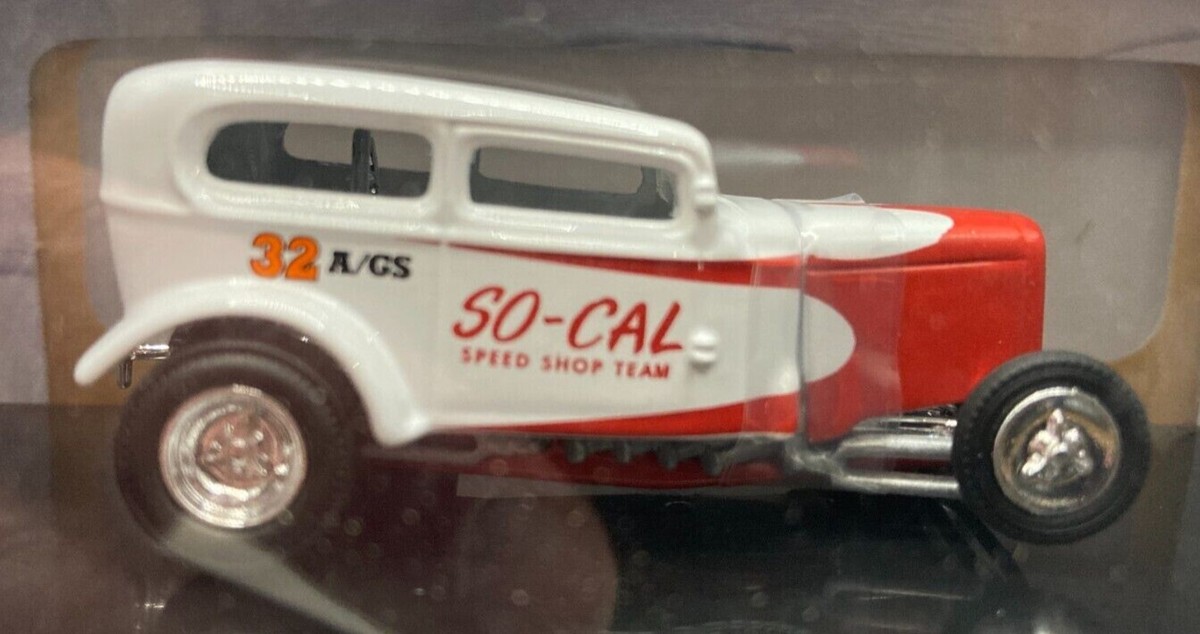 32 A/GS
SO-CAL
SPEED SHOP TEAM